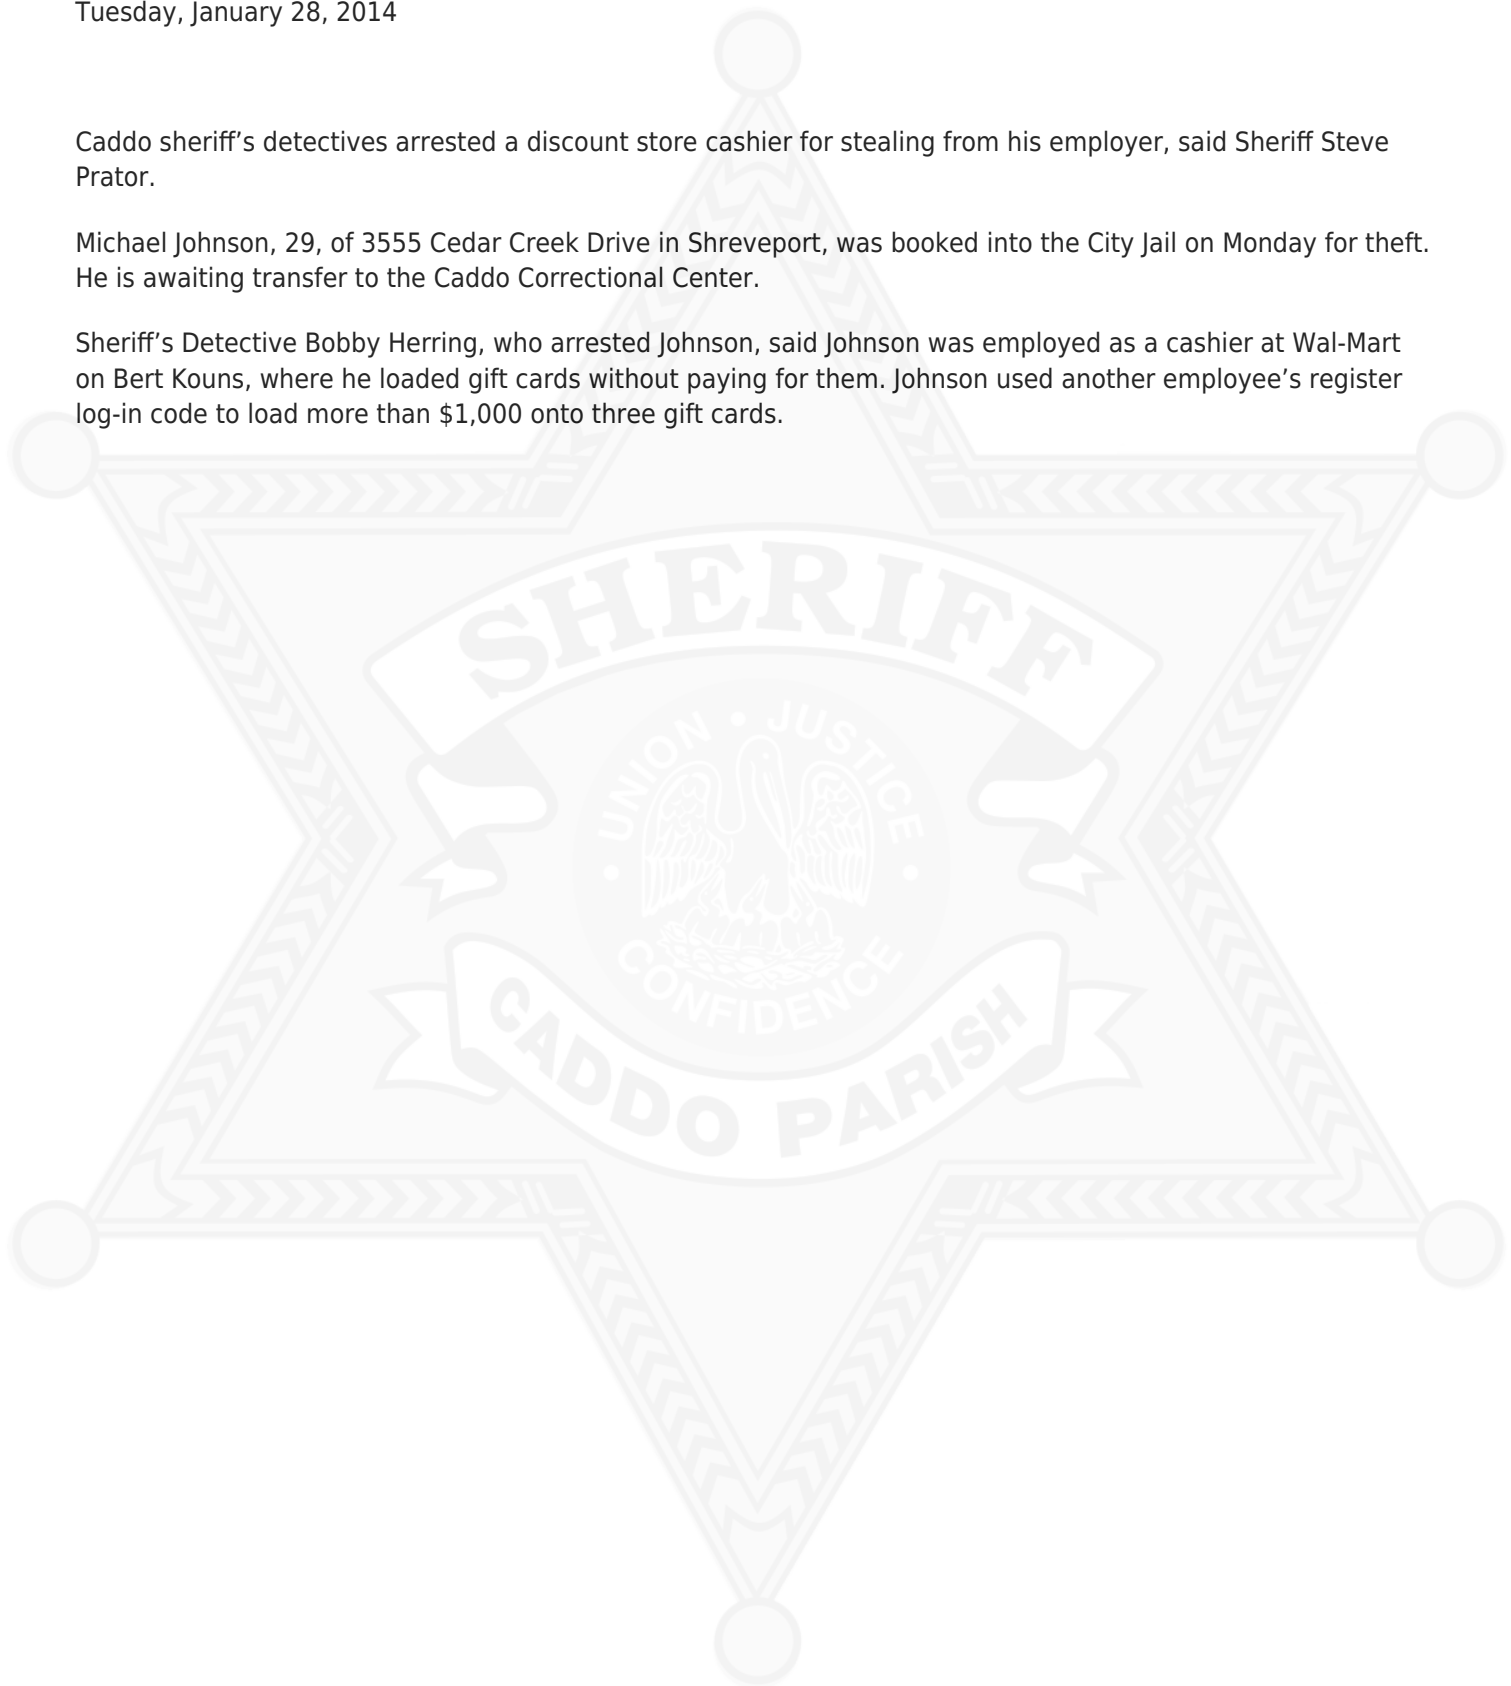 Tuesday, January 28, 2014
Caddo sheriff’s detectives arrested a discount store cashier for stealing from his employer, said Sheriff Steve
Prator.
Michael Johnson, 29, of 3555 Cedar Creek Drive in Shreveport, was booked into the City Jail on Monday for theft.
He is awaiting transfer to the Caddo Correctional Center.
Sheriff’s Detective Bobby Herring, who arrested Johnson, said Johnson was employed as a cashier at Wal-Mart
on Bert Kouns, where he loaded gift cards without paying for them. Johnson used another employee’s register
log-in code to load more than $1,000 onto three gift cards.
SHERIFF
UNION • JUSTICE
• CONFIDENCE •
CADDO PARISH